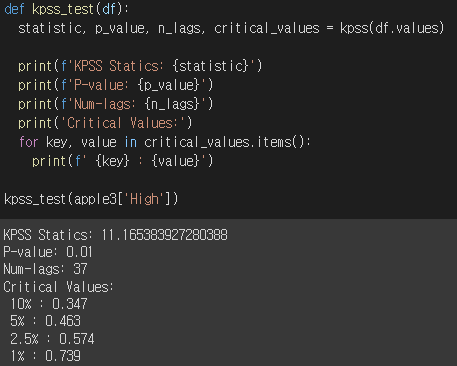 def kpss_test(df):
  statistic, p_value, n_lags, critical_values = kpss(df.values)

  print(f'KPSS Statics: {statistic}')
  print(f'P-value: {p_value}')
  print(f'Num-lags: {n_lags}')
  print('Critical Values:')
  for key, value in critical_values.items():
    print(f' {key} : {value}')

kpss_test(apple3['High'])
KPSS Statics: 11.165383927280388
P-value: 0.01
Num-lags: 37
Critical Values:
 10% : 0.347
 5% : 0.463
 2.5% : 0.574
 1% : 0.739